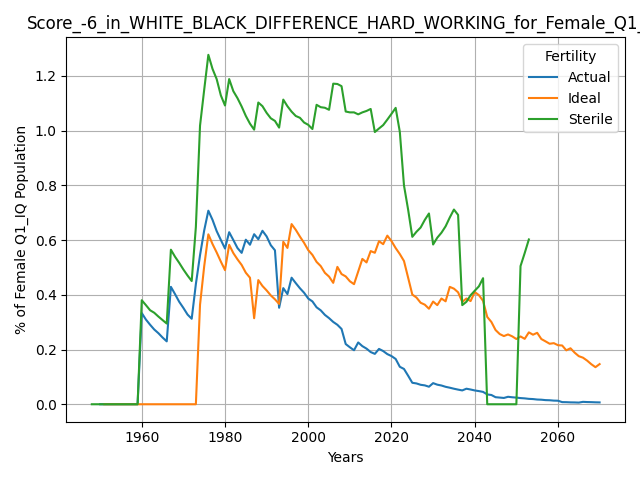 Score_-6_in_WHITE_BLACK_DIFFERENCE_HARD_WORKING_for_Female_Q1_
Fertility
Actual
Ideal
Sterile
% of Female Q1_IQ Population
1.2
1.0
0.8
0.6
0.4
0.2
0.0
1960
1980
2000
2020
2040
2060
Years